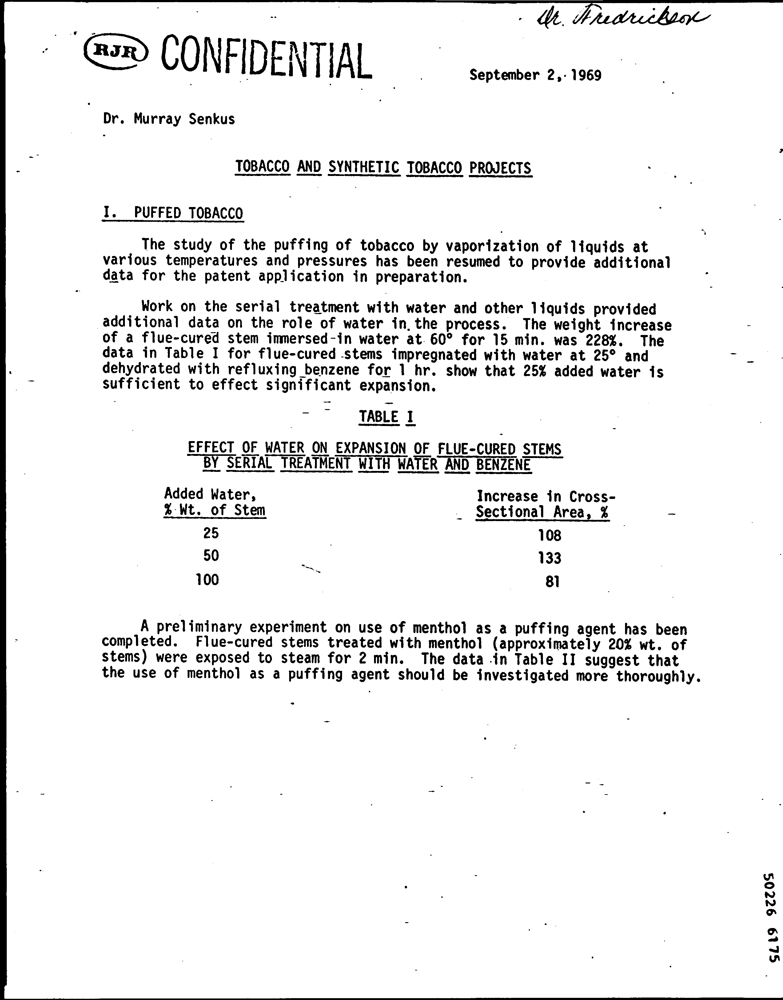 Dr. Fredrickson
RJR CONFIDENTIAL
September 2, 1969
Dr. Murray Senkus
TOBACCO AND SYNTHETIC TOBACCO PROJECTS
I. PUFFED TOBACCO
The study of the puffing of tobacco by vaporization of liquids at
various temperatures and pressures has been resumed to provide additional
data for the patent application in preparation.
Work on the serial treatment with water and other liquids provided
additional data on the role of water in the process. The weight increase
of a flue-cured stem immersed in water at 60° for 15 min. was 228%. The
data in Table I for flue-cured stems impregnated with water at 25° and
dehydrated with refluxing benzene for 1 hr. show that 25% added water is
sufficient to effect significant expansion.
TABLE I
EFFECT OF WATER ON EXPANSION OF FLUE-CURED STEMS
BY SERIAL TREATMENT WITH WATER AND BENZENE
Added Water, Increase in Cross-
% Wt. of Stem Sectional Area, %
25 108
50 133
100 81
A preliminary experiment on use of menthol as a puffing agent has been
completed. Flue-cured stems treated with menthol (approximately 20% wt. of
stems) were exposed to steam for 2 min. The data in Table II suggest that
the use of menthol as a puffing agent should be investigated more thoroughly.
50226 6175